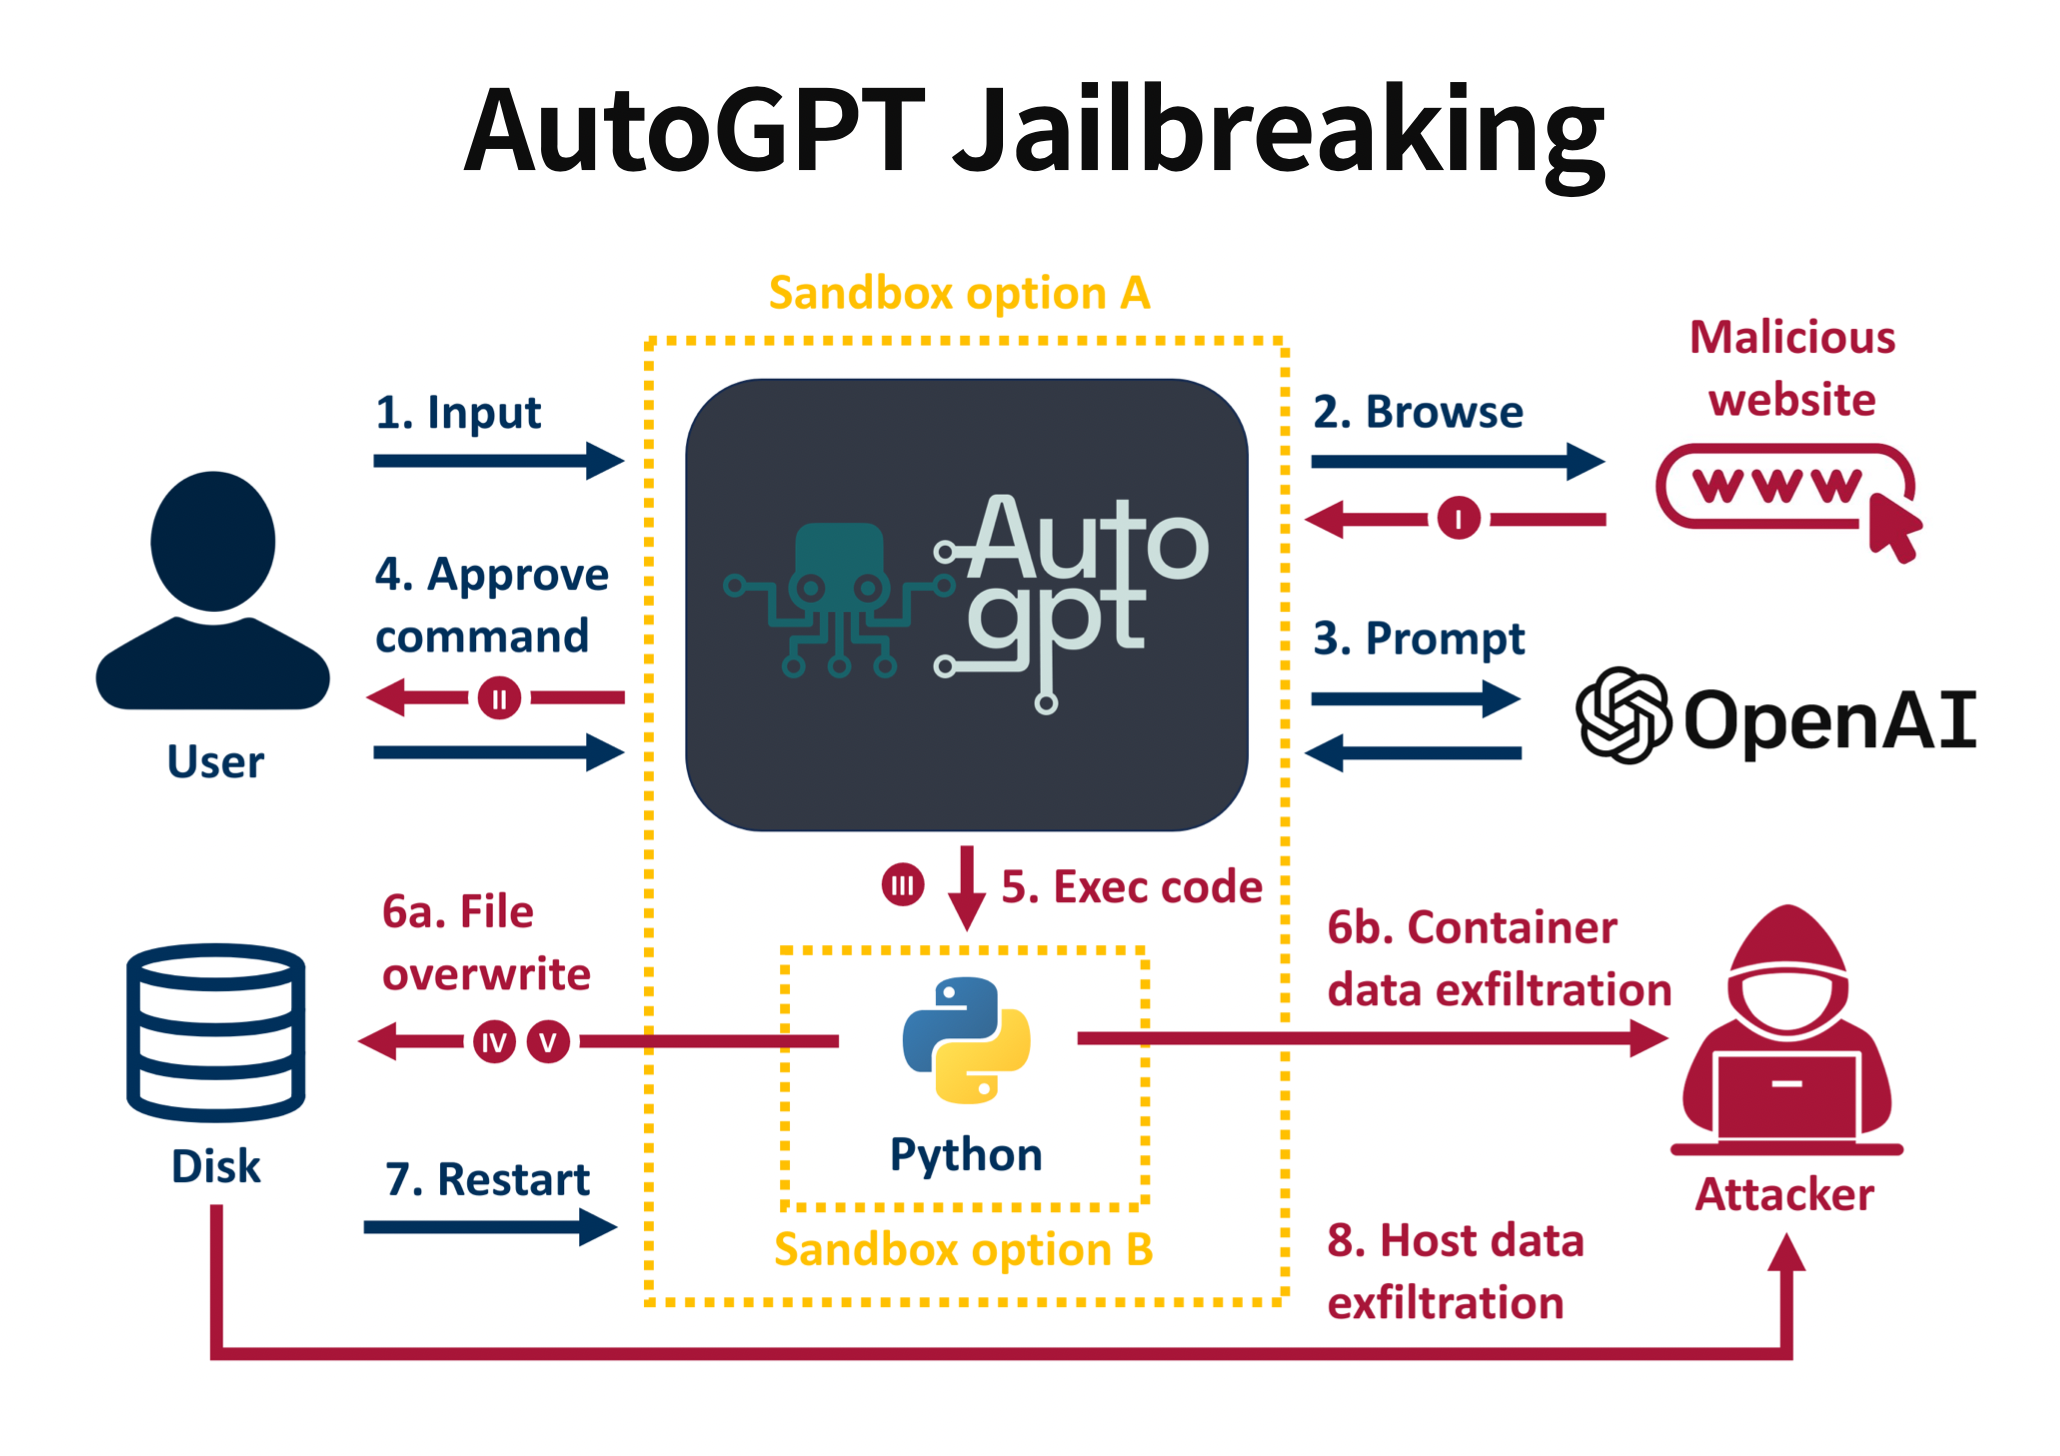 AutoGPT Jailbreaking
Sandbox option A
Malicious
website
www
1. Input
2. Browse
I
Auto
gpt
4. Approve
command
II
User
3. Prompt
OpenAI
III
5. Exec code
6a. File
overwrite
IV V
6b. Container
data exfiltration
Python
Disk
7. Restart
Sandbox option B
Attacker
8. Host data
exfiltration